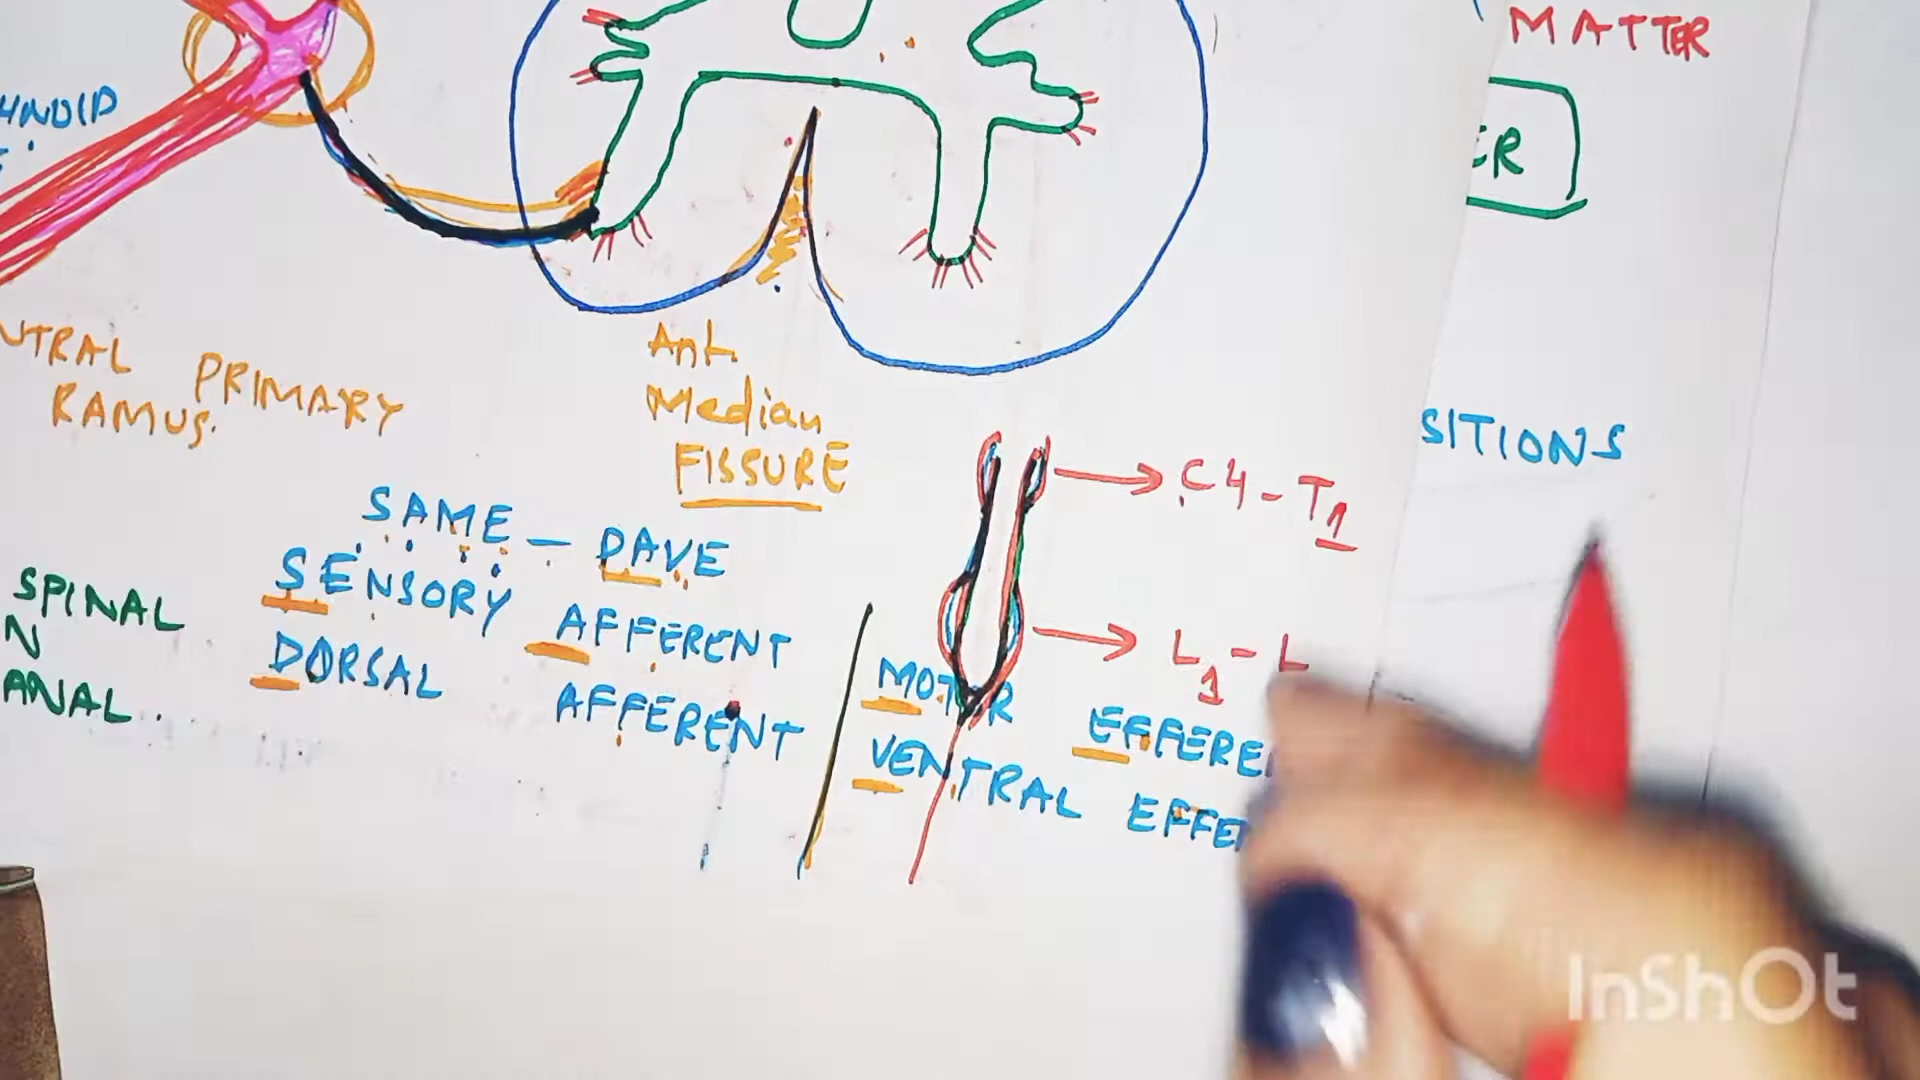 MATTER
HNOID
ER
NTRAL PRIMARY
RAMUS.
Ant.
Median
FISSURE
SITIONS
C4 - T1
SAME - DAVE
SPINAL
N
ANAL.
SENSORY AFFERENT
DORSAL AFFERENT
L1 - L
MOTOR EFFERE
VENTRAL EFFE
InShOt